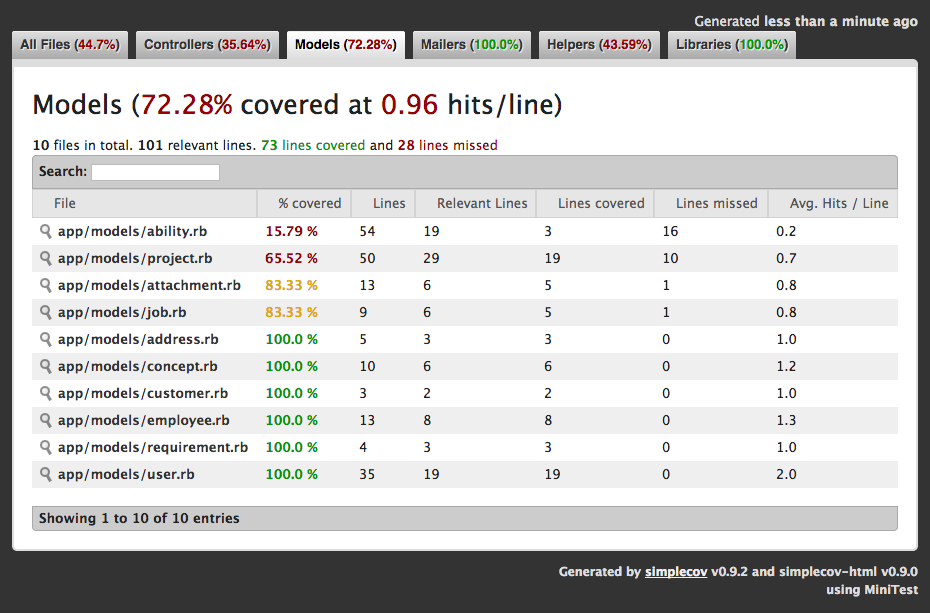 Generated less than a minute ago
All Files (44.7%) Controllers (35.64%) Models (72.28%) Mailers (100.0%) Helpers (43.59%) Libraries (100.0%)
Models (72.28% covered at 0.96 hits/line)
10 files in total. 101 relevant lines. 73 lines covered and 28 lines missed
Search:
File % covered Lines Relevant Lines Lines covered Lines missed Avg. Hits / Line
app/models/ability.rb 15.79 % 54 19 3 16 0.2
app/models/project.rb 65.52 % 50 29 19 10 0.7
app/models/attachment.rb 83.33 % 13 6 5 1 0.8
app/models/job.rb 83.33 % 9 6 5 1 0.8
app/models/address.rb 100.0 % 5 3 3 0 1.0
app/models/concept.rb 100.0 % 10 6 6 0 1.2
app/models/customer.rb 100.0 % 3 2 2 0 1.0
app/models/employee.rb 100.0 % 13 8 8 0 1.3
app/models/requirement.rb 100.0 % 4 3 3 0 1.0
app/models/user.rb 100.0 % 35 19 19 0 2.0
Showing 1 to 10 of 10 entries
Generated by simplecov v0.9.2 and simplecov-html v0.9.0
using MiniTest